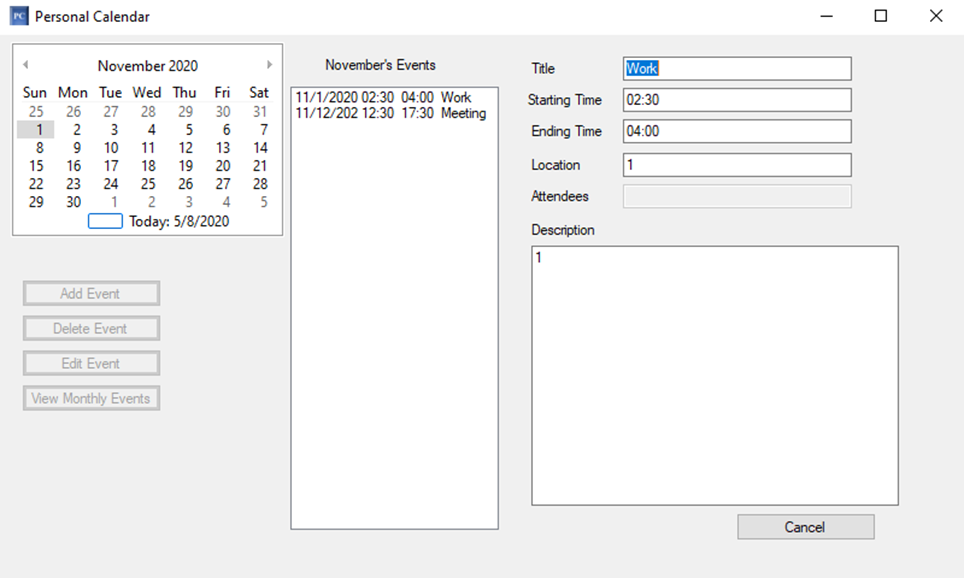 PC Personal Calendar
November 2020
Sun Mon Tue Wed Thu Fri Sat
25 26 27 28 29 30 31
1 2 3 4 5 6 7
8 9 10 11 12 13 14
15 16 17 18 19 20 21
22 23 24 25 26 27 28
29 30 1 2 3 4 5
Today: 5/8/2020
Add Event
Delete Event
Edit Event
View Monthly Events
November's Events
11/1/2020 02:30 04:00 Work
11/12/202 12:30 17:30 Meeting
Title Work
Starting Time 02:30
Ending Time 04:00
Location 1
Attendees
Description
1
Cancel